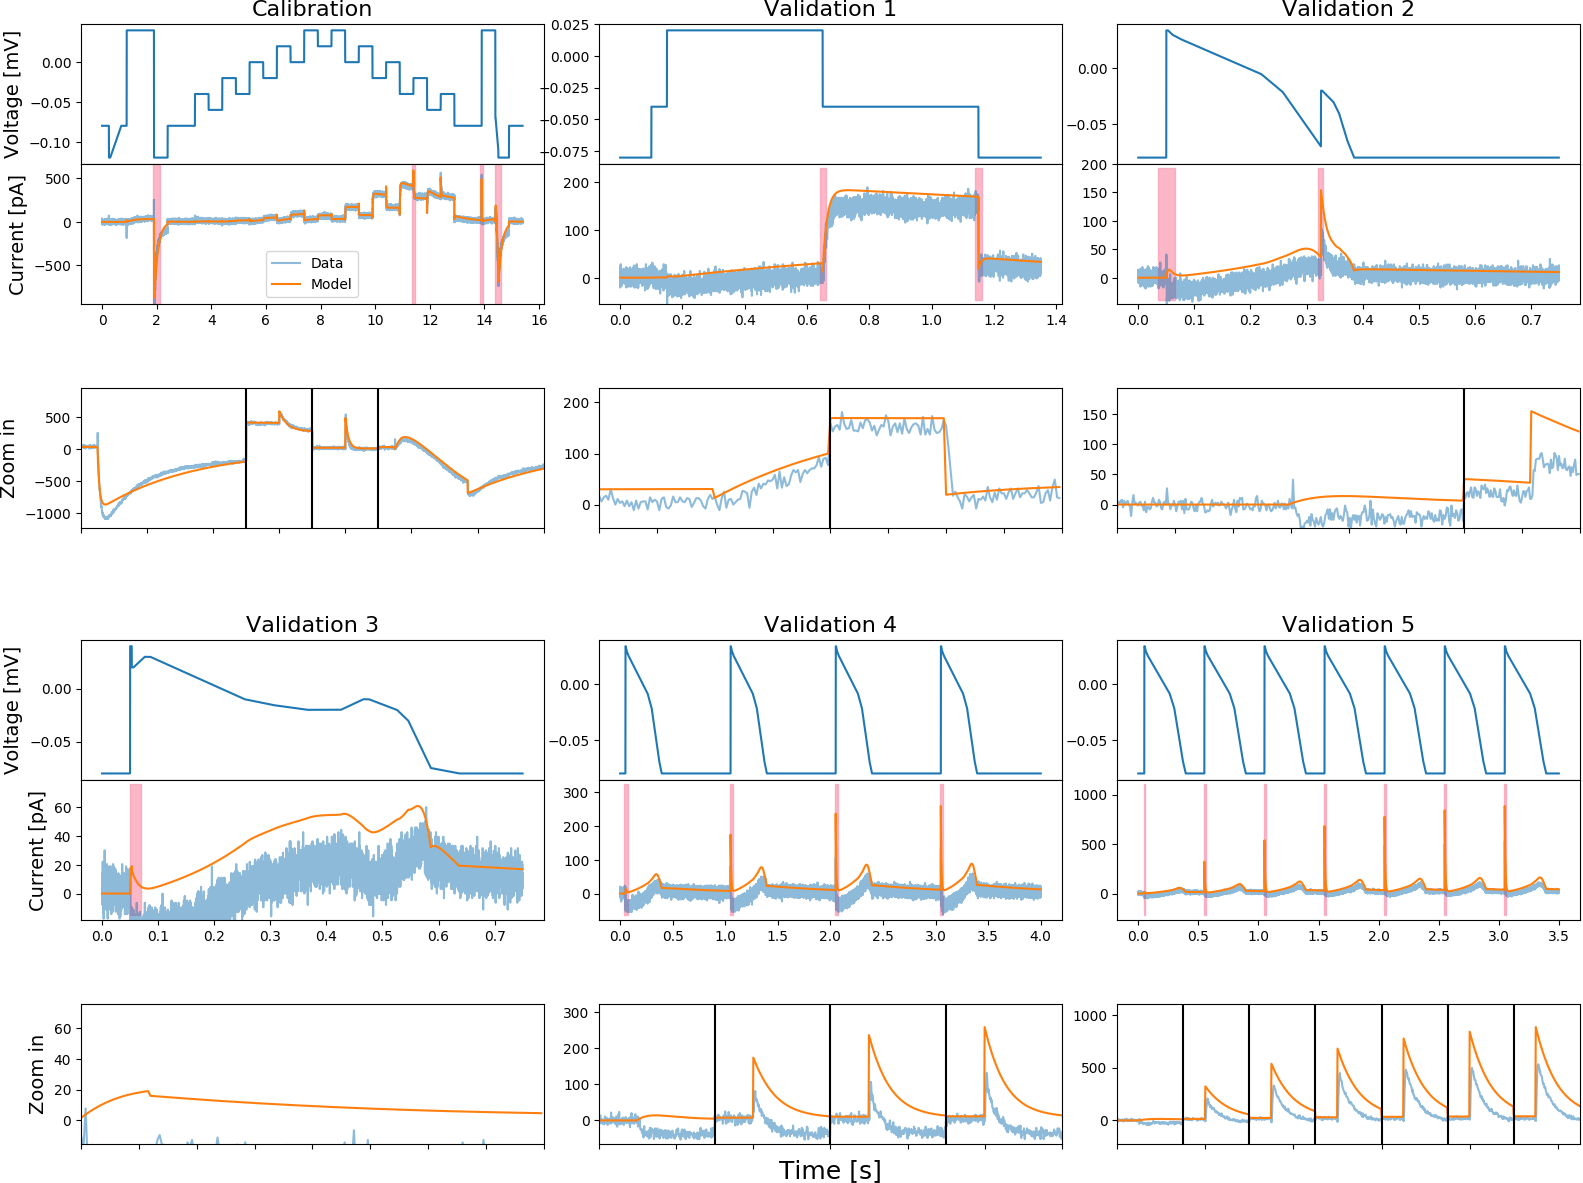 Calibration
Validation 1
Validation 2
Voltage [mV]
0.00
−0.05
−0.10
0.025
0.000
−0.025
−0.050
−0.075
0.00
−0.05
Current [pA]
500
0
−500
Data
Model
200
100
0
200
150
100
50
0
0 2 4 6 8 10 12 14 16
0.0 0.2 0.4 0.6 0.8 1.0 1.2 1.4
0.0 0.1 0.2 0.3 0.4 0.5 0.6 0.7
Zoom in
500
0
−500
−1000
200
100
0
150
100
50
0
Validation 3
Validation 4
Validation 5
Voltage [mV]
0.00
−0.05
0.00
−0.05
0.00
−0.05
Current [pA]
60
40
20
0
300
200
100
0
1000
500
0
0.0 0.1 0.2 0.3 0.4 0.5 0.6 0.7
0.0 0.5 1.0 1.5 2.0 2.5 3.0 3.5 4.0
0.0 0.5 1.0 1.5 2.0 2.5 3.0 3.5
Zoom in
60
40
20
0
300
200
100
0
1000
500
0
Time [s]